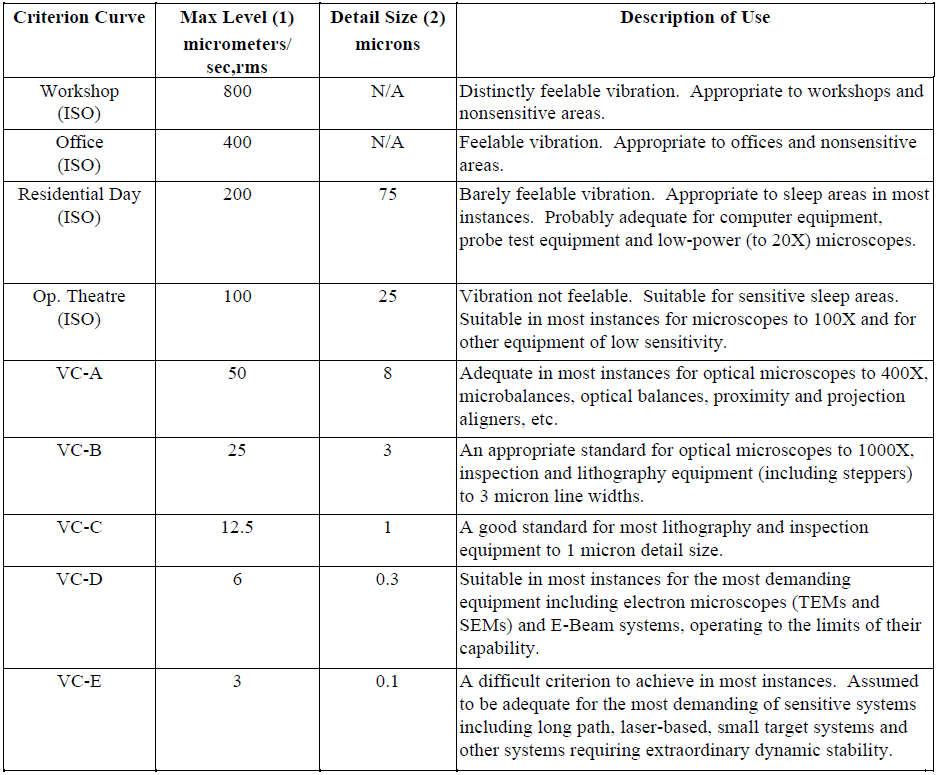 Criterion Curve Max Level (1) Detail Size (2) Description of Use
micrometers/ microns
sec,rms
Workshop 800 N/A Distinctly feelable vibration. Appropriate to workshops and
(ISO) nonsensitive areas.
Office 400 N/A Feelable vibration. Appropriate to offices and nonsensitive
(ISO) areas.
Residential Day 200 75 Barely feelable vibration. Appropriate to sleep areas in most
(ISO) instances. Probably adequate for computer equipment,
probe test equipment and low-power (to 20X) microscopes.
Op. Theatre 100 25 Vibration not feelable. Suitable for sensitive sleep areas.
(ISO) Suitable in most instances for microscopes to 100X and for
other equipment of low sensitivity.
VC-A 50 8 Adequate in most instances for optical microscopes to 400X,
microbalances, optical balances, proximity and projection
aligners, etc.
VC-B 25 3 An appropriate standard for optical microscopes to 1000X,
inspection and lithography equipment (including steppers)
to 3 micron line widths.
VC-C 12.5 1 A good standard for most lithography and inspection
equipment to 1 micron detail size.
VC-D 6 0.3 Suitable in most instances for the most demanding
equipment including electron microscopes (TEMs and
SEMs) and E-Beam systems, operating to the limits of their
capability.
VC-E 3 0.1 A difficult criterion to achieve in most instances. Assumed
to be adequate for the most demanding of sensitive systems
including long path, laser-based, small target systems and
other systems requiring extraordinary dynamic stability.